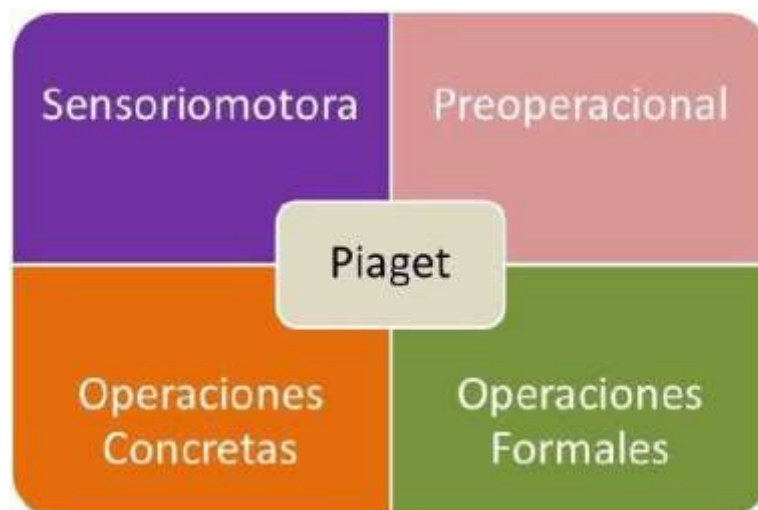 Sensoriomotora
Preoperacional
Piaget
Operaciones
Concretas
Operaciones
Formales